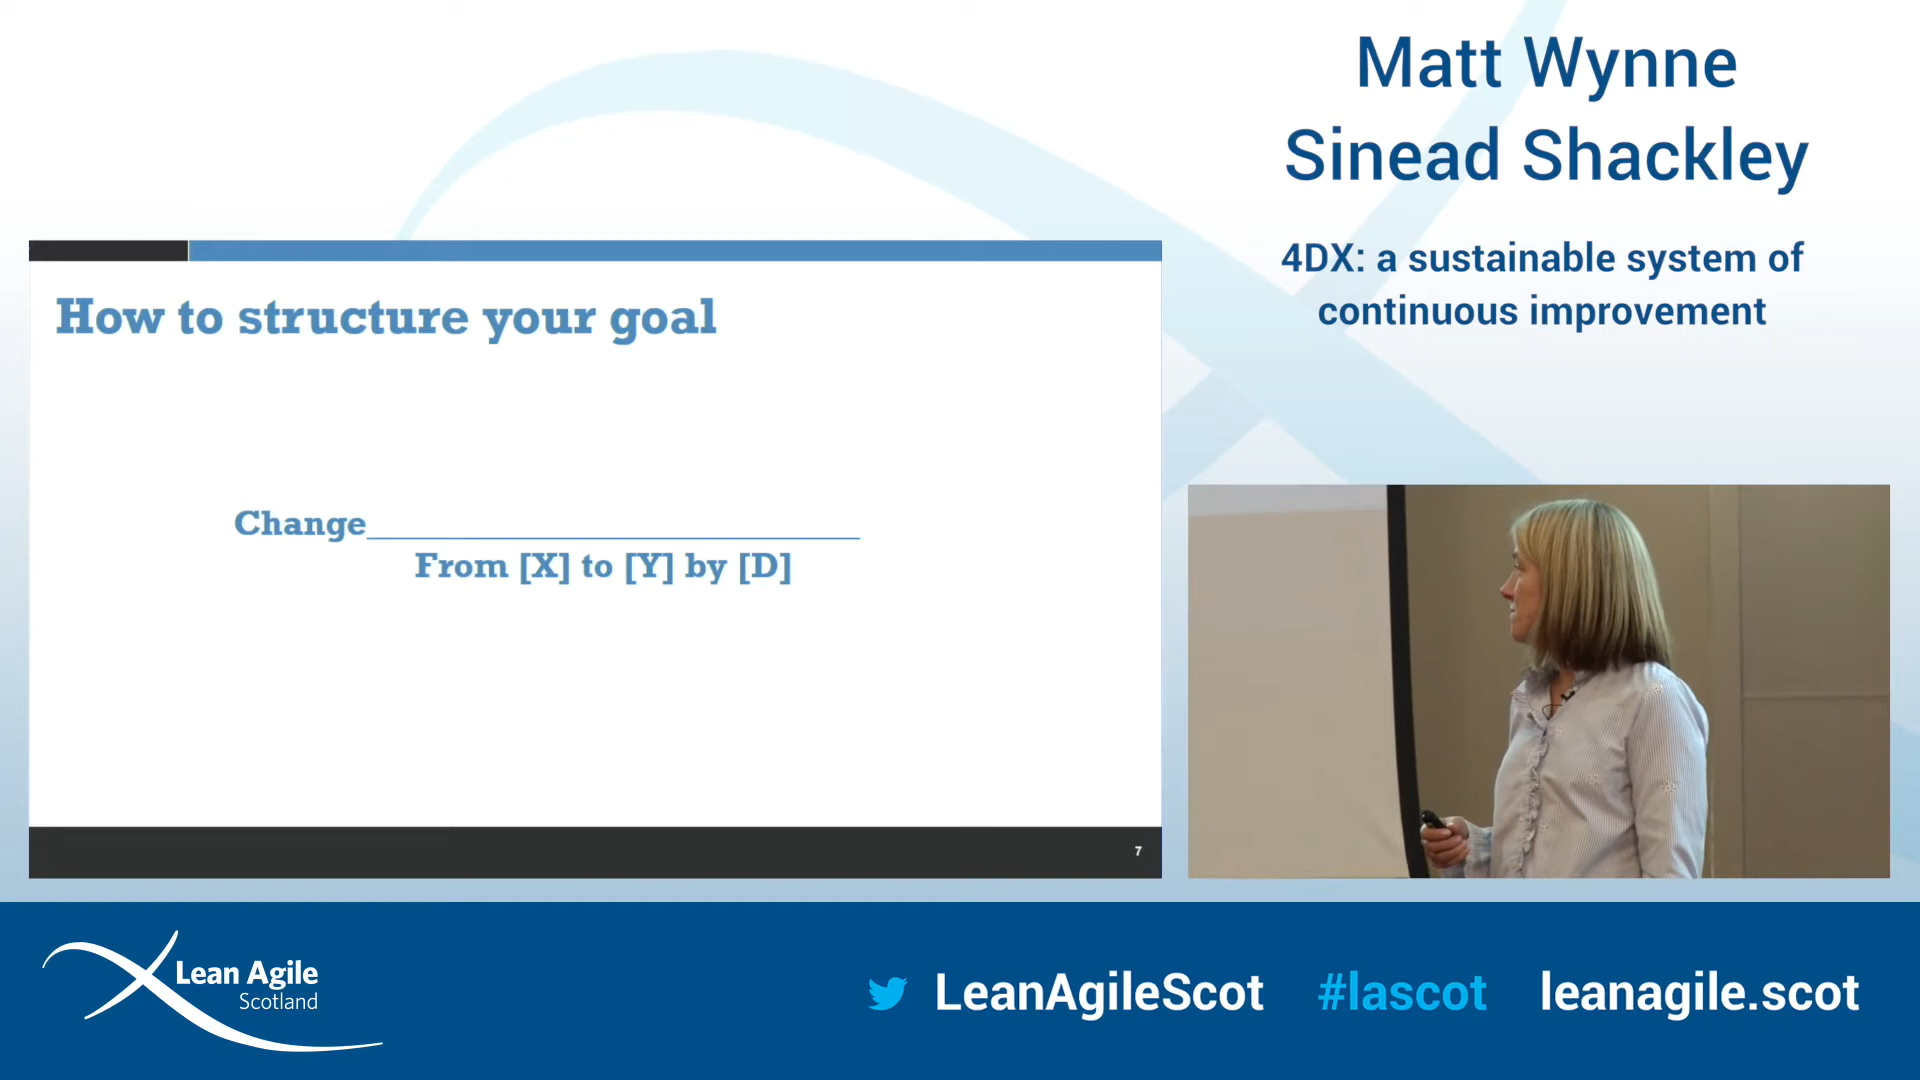 Matt Wynne
Sinead Shackley
4DX: a sustainable system of
continuous improvement
How to structure your goal
Change_____________________________
From [X] to [Y] by [D]
7
Lean Agile
Scotland
LeanAgileScot #lascot leanagile.scot